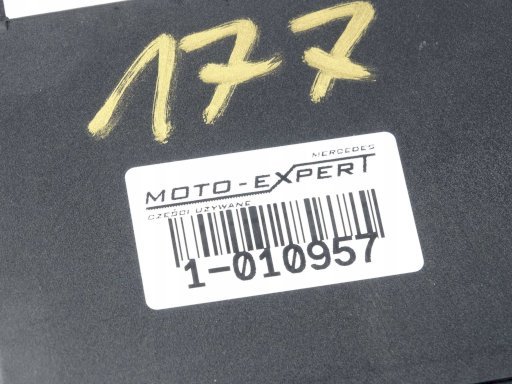 177
MERCEDES
MOTO-EXPERT
CZĘŚCI UŻYWANE
1-010957